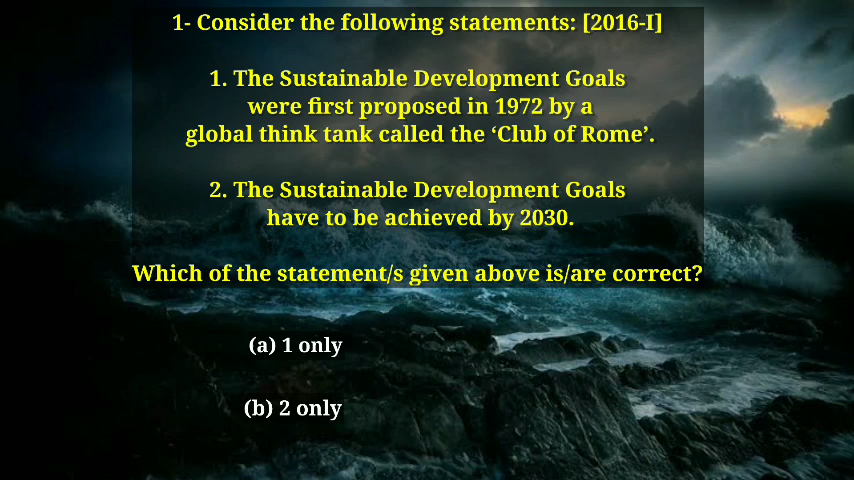 1- Consider the following statements: [2016-I]
1. The Sustainable Development Goals
were first proposed in 1972 by a
global think tank called the ‘Club of Rome’.
2. The Sustainable Development Goals
have to be achieved by 2030.
Which of the statement/s given above is/are correct?
(a) 1 only
(b) 2 only